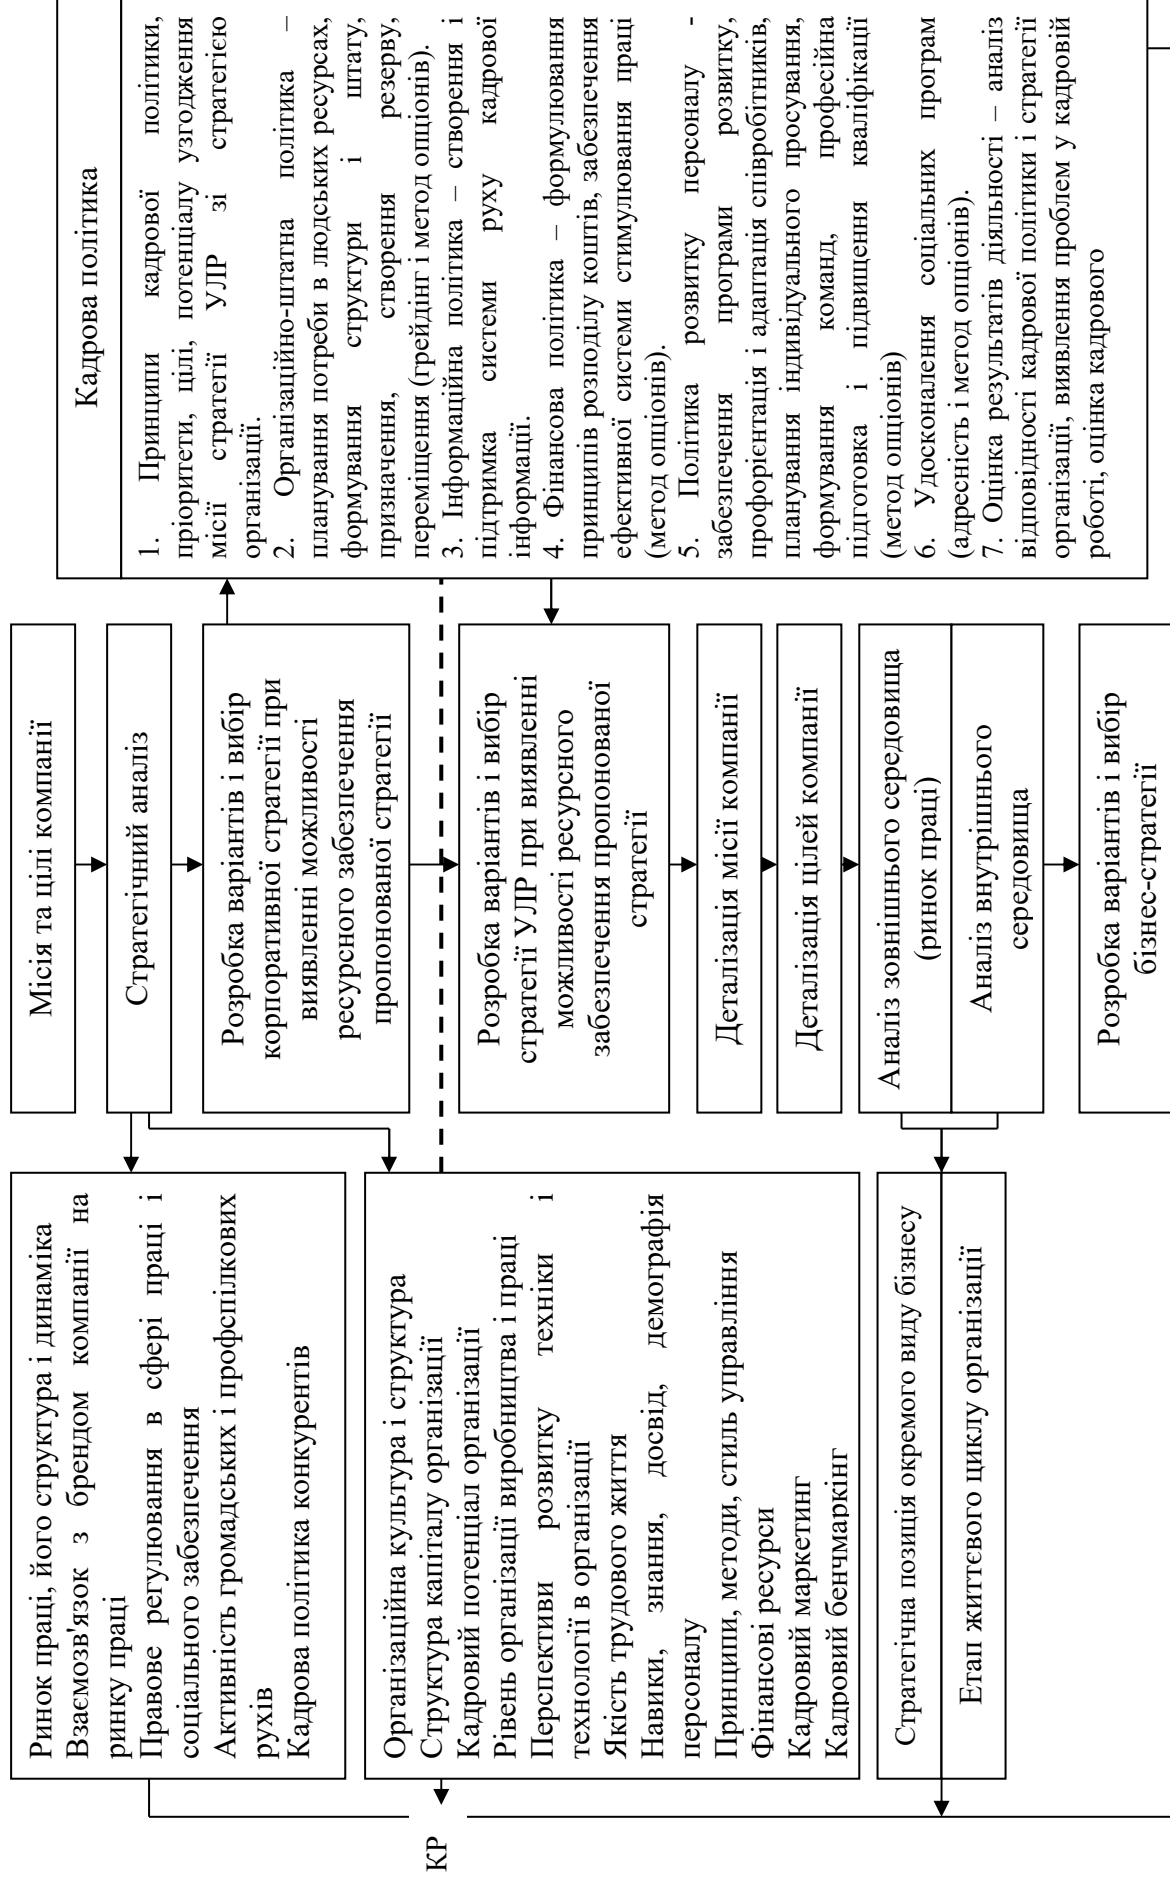 Ринок праці, його структура і динаміка
Взаємозв'язок з брендом компанії на
ринку праці
Правове регулювання в сфері праці і
соціального забезпечення
Активність громадських і профспілкових
рухів
Кадрова політика конкурентів
Організаційна культура і структура
Структура капіталу організації
Кадровий потенціал організації
Рівень організації виробництва і праці
Перспективи розвитку техніки і
технології в організації
Якість трудового життя
Навики, знання, досвід, демографія
персоналу
Принципи, методи, стиль управління
Фінансові ресурси
Кадровий маркетинг
Кадровий бенчмаркінг
Стратегічна позиція окремого виду бізнесу
Етап життєвого циклу організації
КР
Місія та цілі компанії
Стратегічний аналіз
Розробка варіантів і вибір
корпоративної стратегії при
виявленні можливості
ресурсного забезпечення
пропонованої стратегії
Розробка варіантів і вибір
стратегії УЛР при виявленні
можливості ресурсного
забезпечення пропонованої
стратегії
Деталізація місії компанії
Деталізація цілей компанії
Аналіз зовнішнього середовища
(ринок праці)
Аналіз внутрішнього
середовища
Розробка варіантів і вибір
бізнес-стратегії
Кадрова політика
1. Принципи кадрової політики,
пріоритети, цілі, потенціалу узгодження
місії стратегії УЛР зі стратегією
організації.
2. Організаційно-штатна політика –
планування потреби в людських ресурсах,
формування структури і штату,
призначення, створення резерву,
переміщення (грейдінг і метод опціонів).
3. Інформаційна політика – створення і
підтримка системи руху кадрової
інформації.
4. Фінансова політика – формулювання
принципів розподілу коштів, забезпечення
ефективної системи стимулювання праці
(метод опціонів).
5. Політика розвитку персоналу -
забезпечення програми розвитку,
профорієнтація і адаптація співробітників,
планування індивідуального просування,
формування команд, професійна
підготовка і підвищення кваліфікації
(метод опціонів)
6. Удосконалення соціальних програм
(адресність і метод опціонів).
7. Оцінка результатів діяльності – аналіз
відповідності кадрової політики і стратегії
організації, виявлення проблем у кадровій
роботі, оцінка кадрового